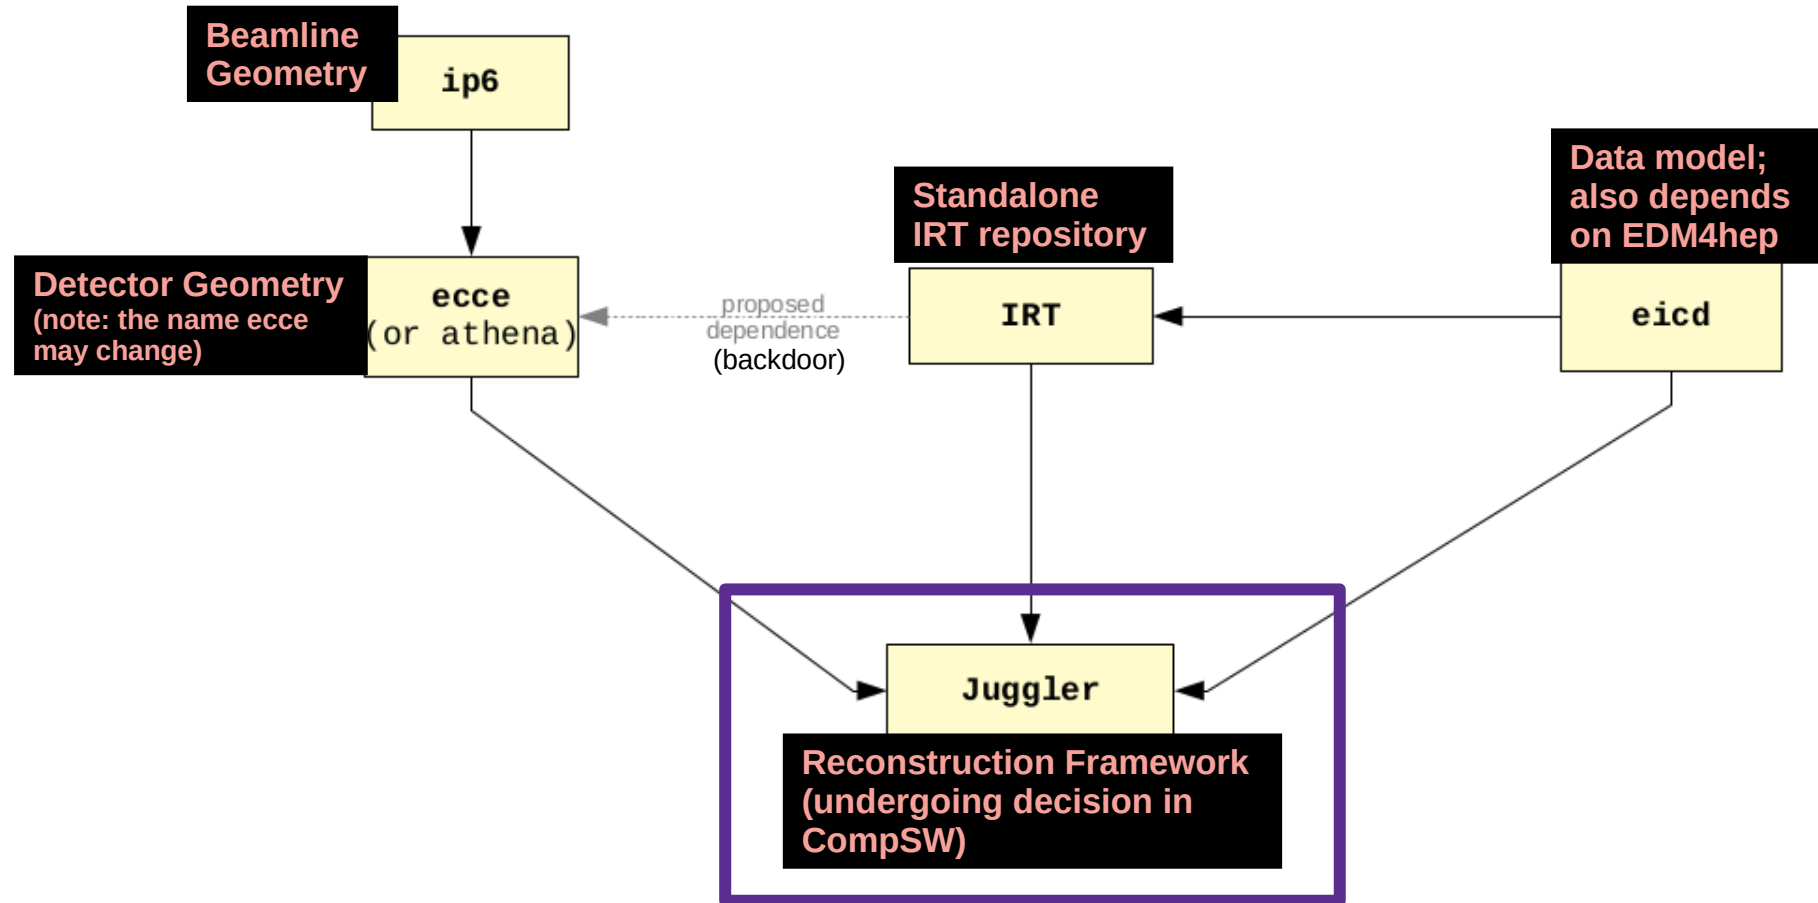 Beamline
Geometry
ip6
Data model;
also depends
on EDM4hep
Standalone
IRT repository
Detector Geometry
(note: the name ecce
may change)
ecce
(or athena)
proposed
dependence
(backdoor)
IRT
eicd
Juggler
Reconstruction Framework
(undergoing decision in
CompSW)